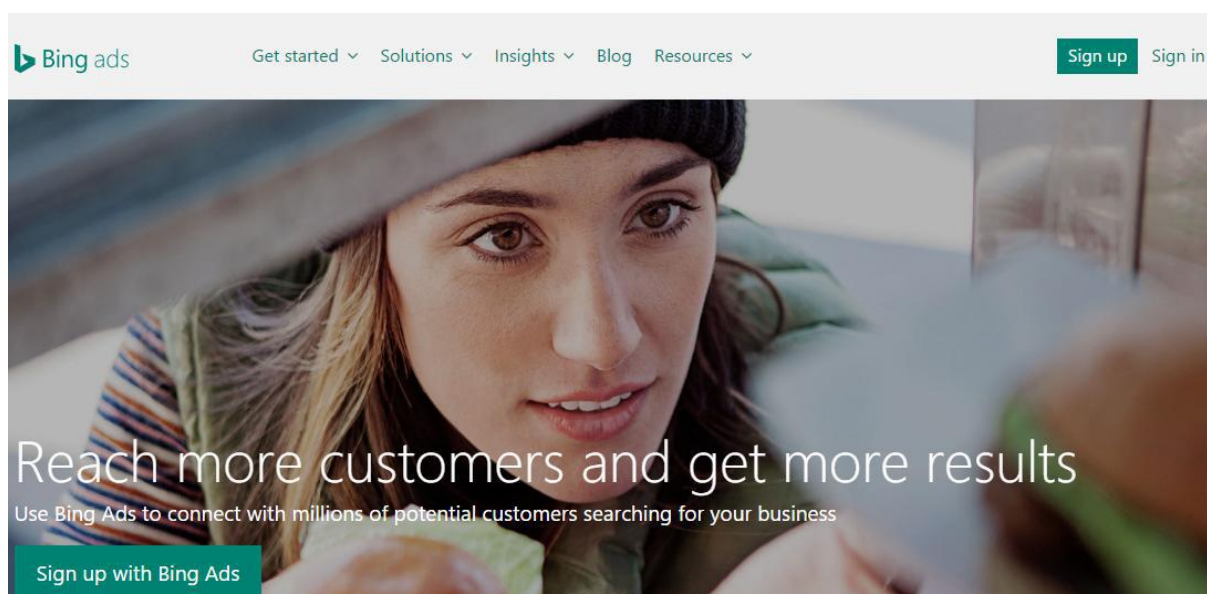 Bing ads
Get started Solutions Insights Blog Resources
Sign up Sign in
Reach more customers and get more results
Use Bing Ads to connect with millions of potential customers searching for your business
Sign up with Bing Ads